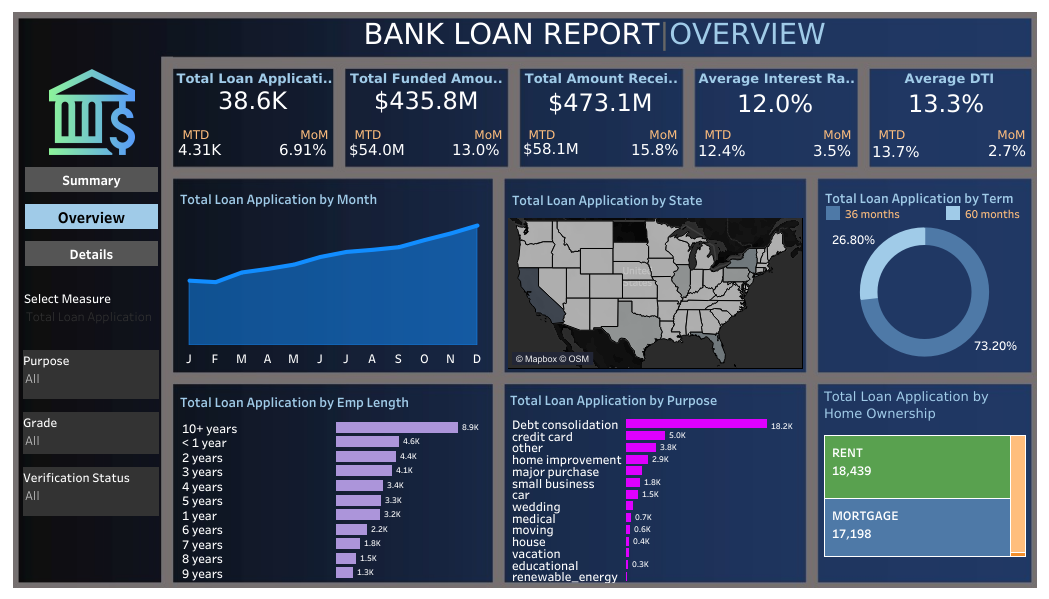 BANK LOAN REPORT|OVERVIEW
Total Loan Applicati..
38.6K
MTD MoM
4.31K 6.91%
Total Funded Amou..
$435.8M
MTD MoM
$54.0M 13.0%
Total Amount Recei..
$473.1M
MTD MoM
$58.1M 15.8%
Average Interest Ra..
12.0%
MTD MoM
12.4% 3.5%
Average DTI
13.3%
MTD MoM
13.7% 2.7%
Summary
Overview
Details
Select Measure
Total Loan Application
Purpose
All
Grade
All
Verification Status
All
Total Loan Application by Month
J F M A M J J A S O N D
Total Loan Application by State
United
States
© Mapbox © OSM
Total Loan Application by Term
36 months 60 months
26.80%
73.20%
Total Loan Application by Emp Length
10+ years 8.9K
< 1 year 4.6K
2 years 4.4K
3 years 4.1K
4 years 3.4K
5 years 3.3K
1 year 3.2K
6 years 2.2K
7 years 1.8K
8 years 1.5K
9 years 1.3K
Total Loan Application by Purpose
Debt consolidation 18.2K
credit card 5.0K
other 3.8K
home improvement 2.9K
major purchase
small business 1.8K
car 1.5K
wedding
medical 0.7K
moving 0.6K
house 0.4K
vacation
educational 0.3K
renewable_energy
Total Loan Application by
Home Ownership
RENT
18,439
MORTGAGE
17,198